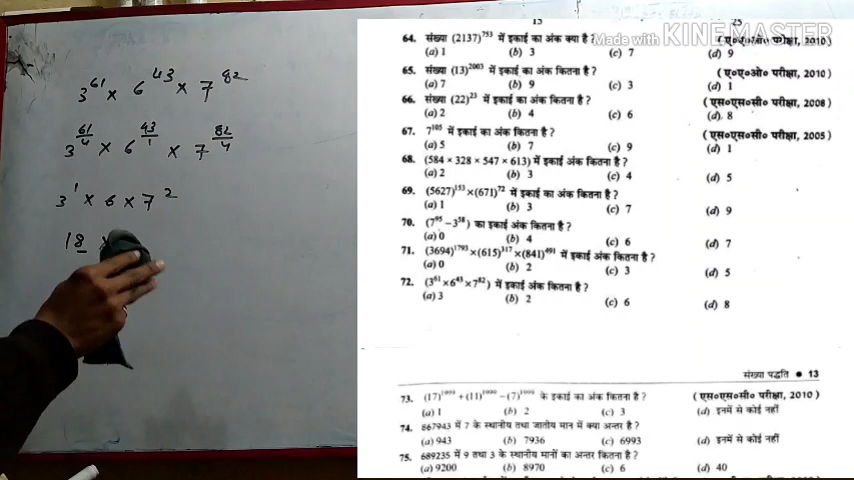 3^61 × 6^43 × 7^82
3^61/4 × 6^43/1 × 7^82/4
3^1 × 6 × 7^2
18 ×
Made with KINEMASTER
15 25
64. संख्या (2137)^753 में इकाई का अंक क्या है ? (ए०ए०ओ० परीक्षा, 2010)
(a) 1 (b) 3 (c) 7 (d) 9
65. संख्या (13)^2003 में इकाई का अंक कितना है ? (ए०ए०ओ० परीक्षा, 2010)
(a) 7 (b) 9 (c) 3 (d) 1
66. संख्या (22)^23 में इकाई का अंक कितना है ? (एस०एस०सी० परीक्षा, 2008)
(a) 2 (b) 4 (c) 6 (d) 8
67. 7^105 में इकाई का अंक कितना है ? (एस०एस०सी० परीक्षा, 2005)
(a) 5 (b) 7 (c) 9 (d) 1
68. (584 × 328 × 547 × 613) में इकाई अंक कितना है ?
(a) 2 (b) 3 (c) 4 (d) 5
69. (5627)^153 × (671)^72 में इकाई का अंक कितना है ?
(a) 1 (b) 3 (c) 7 (d) 9
70. (7^95 – 3^58) का इकाई अंक कितना है ?
(a) 0 (b) 4 (c) 6 (d) 7
71. (3694)^1793 × (615)^317 × (841)^491 में इकाई अंक कितना है ?
(a) 0 (b) 2 (c) 3 (d) 5
72. (3^61 × 6^43 × 7^82) में इकाई अंक कितना है ?
(a) 3 (b) 2 (c) 6 (d) 8
संख्या पद्धति ● 13
73. (17)^1999 + (11)^1999 – (7)^1999 के इकाई का अंक कितना है ? (एस०एस०सी० परीक्षा, 2010)
(a) 1 (b) 2 (c) 3 (d) इनमें से कोई नहीं
74. 867943 में 7 के स्थानीय तथा जातीय मान में क्या अन्तर है ?
(a) 943 (b) 7936 (c) 6993 (d) इनमें से कोई नहीं
75. 689235 में 9 तथा 3 के स्थानीय मानों का अन्तर कितना है ?
(a) 9200 (b) 8970 (c) 6 (d) 40